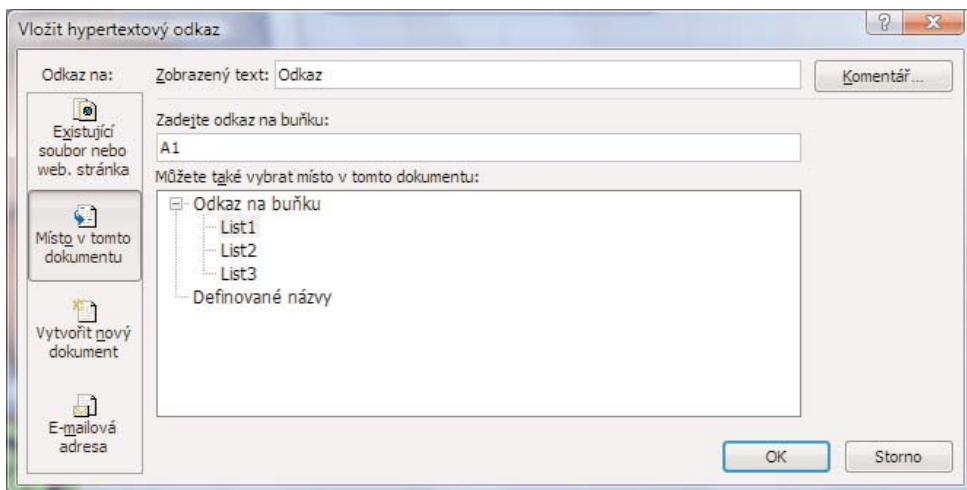 Vložit hypertextový odkaz
Odkaz na:
Zobrazený text: Odkaz
Komentář...
Existující
soubor nebo
web. stránka
Místo v tomto
dokumentu
Vytvořit nový
dokument
E-mailová
adresa
Zadejte odkaz na buňku:
A1
Můžete také vybrat místo v tomto dokumentu:
Odkaz na buňku
List1
List2
List3
Definované názvy
OK
Storno